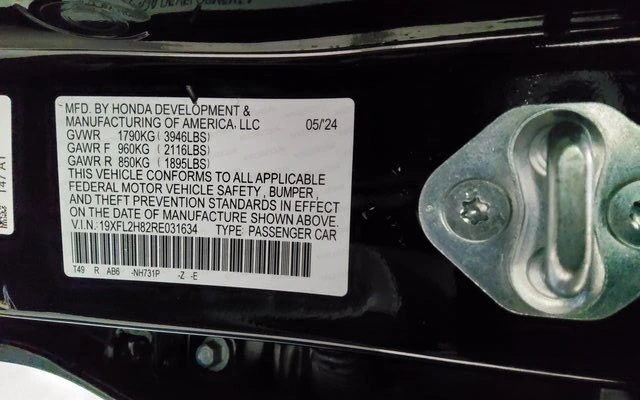 MFD. BY HONDA DEVELOPMENT &
MANUFACTURING OF AMERICA, LLC 05/'24
GVWR 1790KG ( 3946LBS)
GAWR F 960KG ( 2116LBS)
GAWR R 850KG ( 1895LBS)
THIS VEHICLE CONFORMS TO ALL APPLICABLE
FEDERAL MOTOR VEHICLE SAFETY , BUMPER,
AND THEFT PREVENTION STANDARDS IN EFFECT
ON THE DATE OF MANUFACTURE SHOWN ABOVE.
V.I.N. 19XFL2H82RE031634 TYPE: PASSENGER CAR
T49 R AB6 -NH731P -Z -E